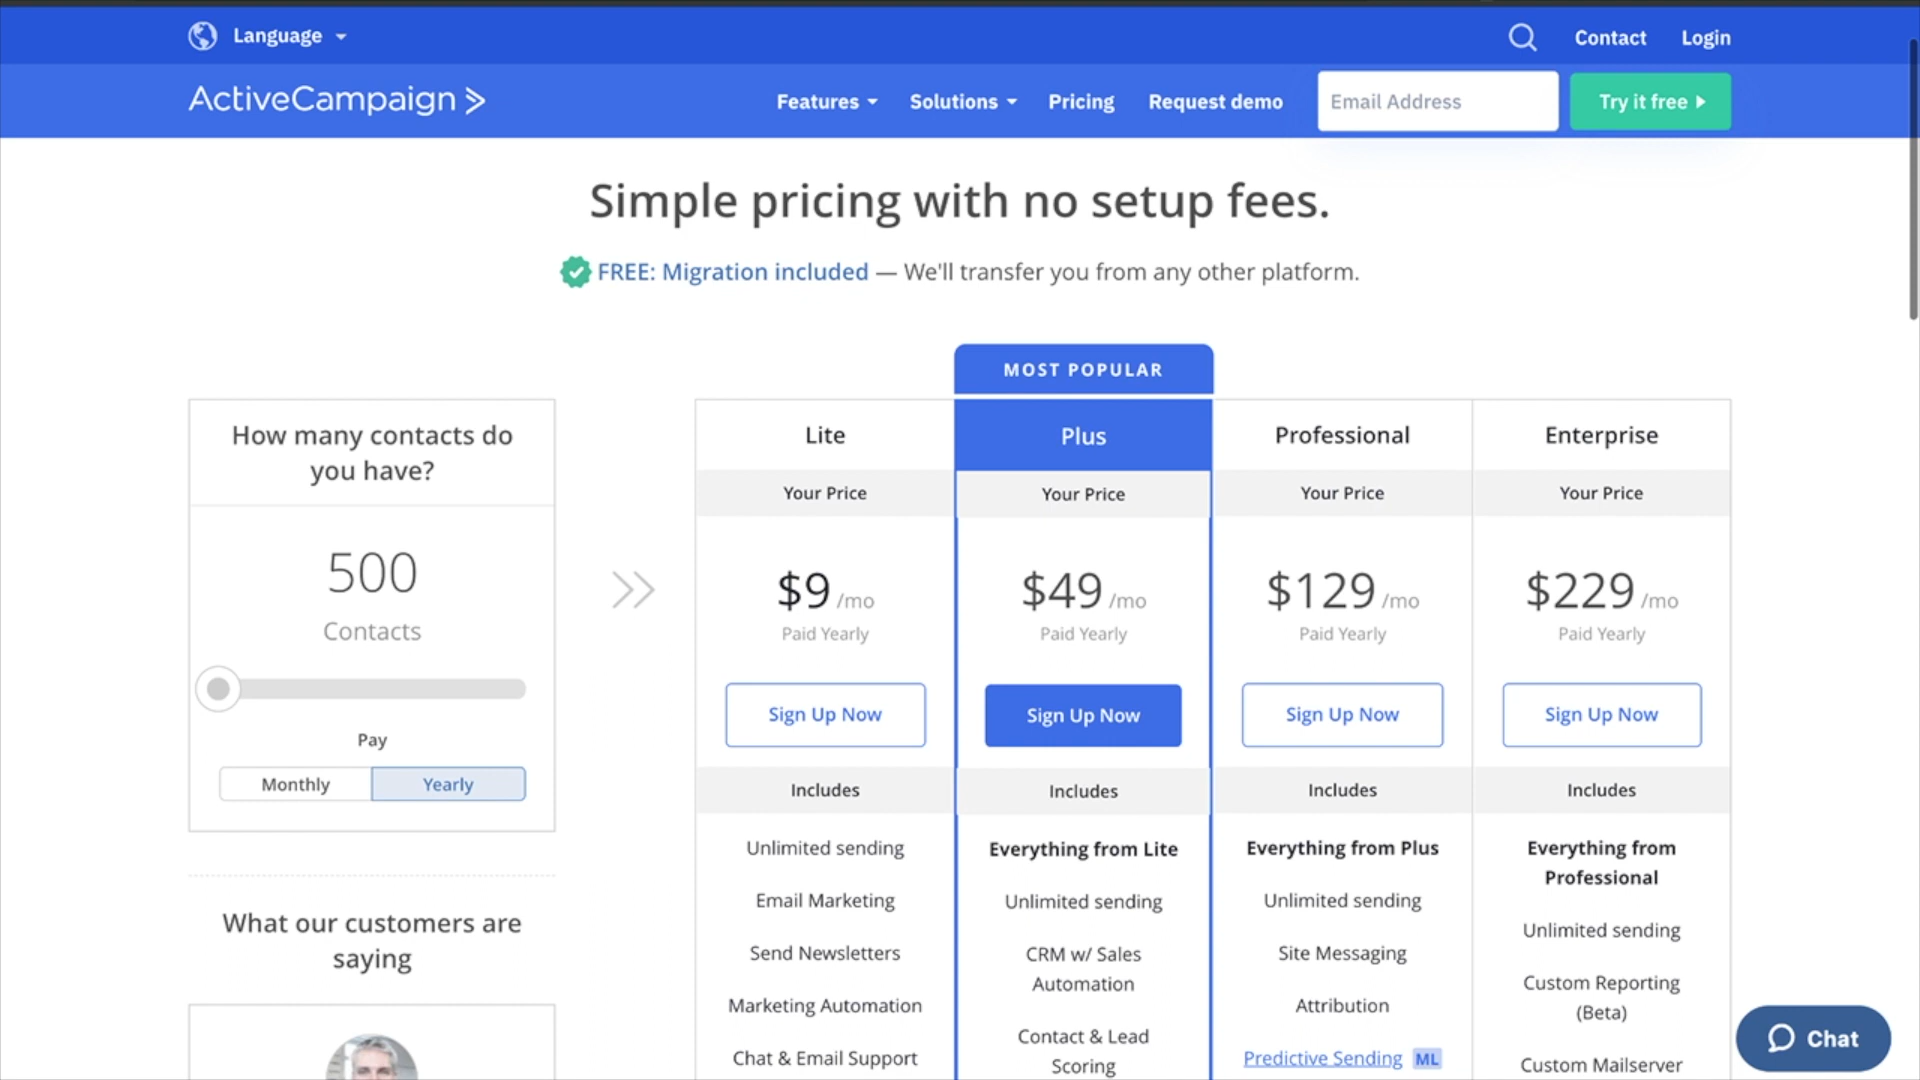 Language
Contact
Login
ActiveCampaign
Features
Solutions
Pricing
Request demo
Email Address
Try it free
Simple pricing with no setup fees.
FREE: Migration included — We'll transfer you from any other platform.
How many contacts do
you have?
500
Contacts
Pay
Monthly
Yearly
What our customers are
saying
Lite
Your Price
$9 /mo
Paid Yearly
Sign Up Now
Includes
Unlimited sending
Email Marketing
Send Newsletters
Marketing Automation
Chat & Email Support
MOST POPULAR
Plus
Your Price
$49 /mo
Paid Yearly
Sign Up Now
Includes
Everything from Lite
Unlimited sending
CRM w/ Sales
Automation
Contact & Lead
Scoring
Professional
Your Price
$129 /mo
Paid Yearly
Sign Up Now
Includes
Everything from Plus
Unlimited sending
Site Messaging
Attribution
Predictive Sending ML
Enterprise
Your Price
$229 /mo
Paid Yearly
Sign Up Now
Includes
Everything from
Professional
Unlimited sending
Custom Reporting
(Beta)
Custom Mailserver
Chat